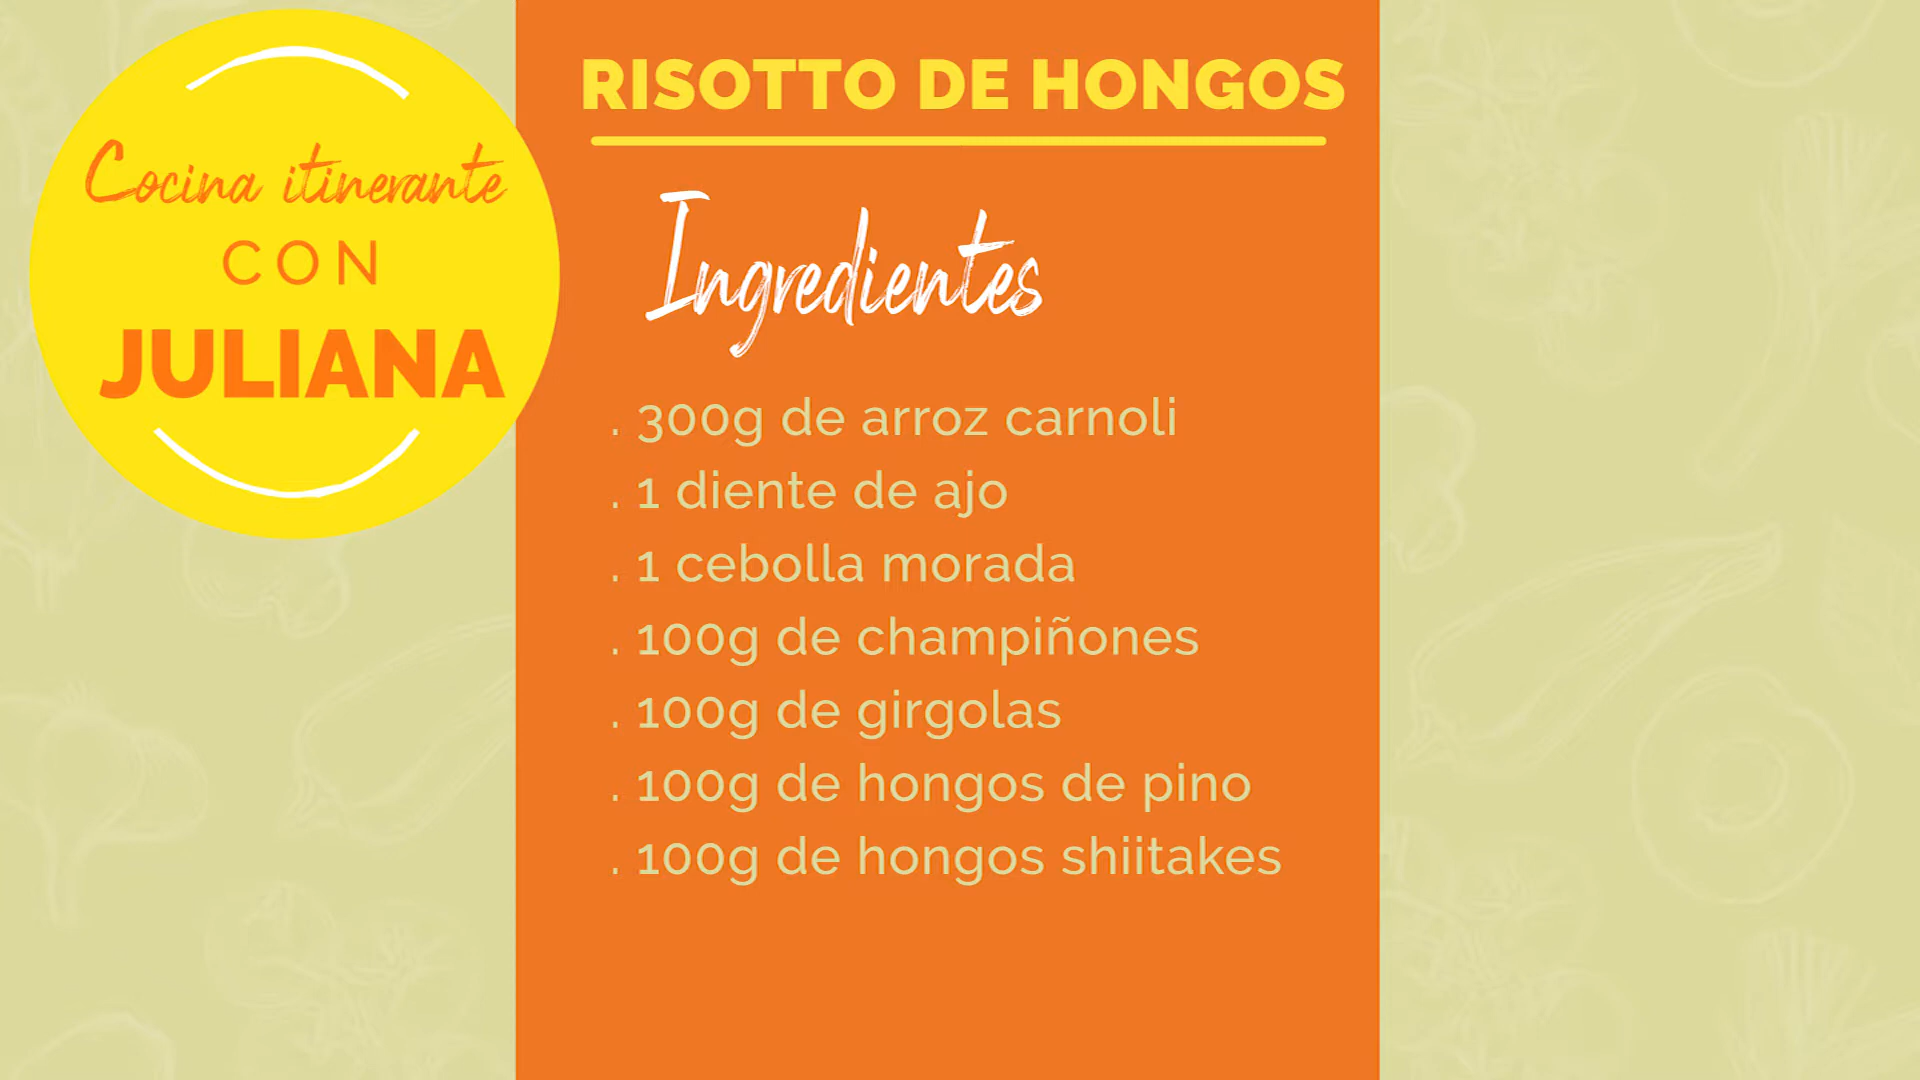 Cocina itinerante
CON
JULIANA
RISOTTO DE HONGOS
Ingredientes
. 300g de arroz carnoli
. 1 diente de ajo
. 1 cebolla morada
. 100g de champiñones
. 100g de girgolas
. 100g de hongos de pino
. 100g de hongos shiitakes